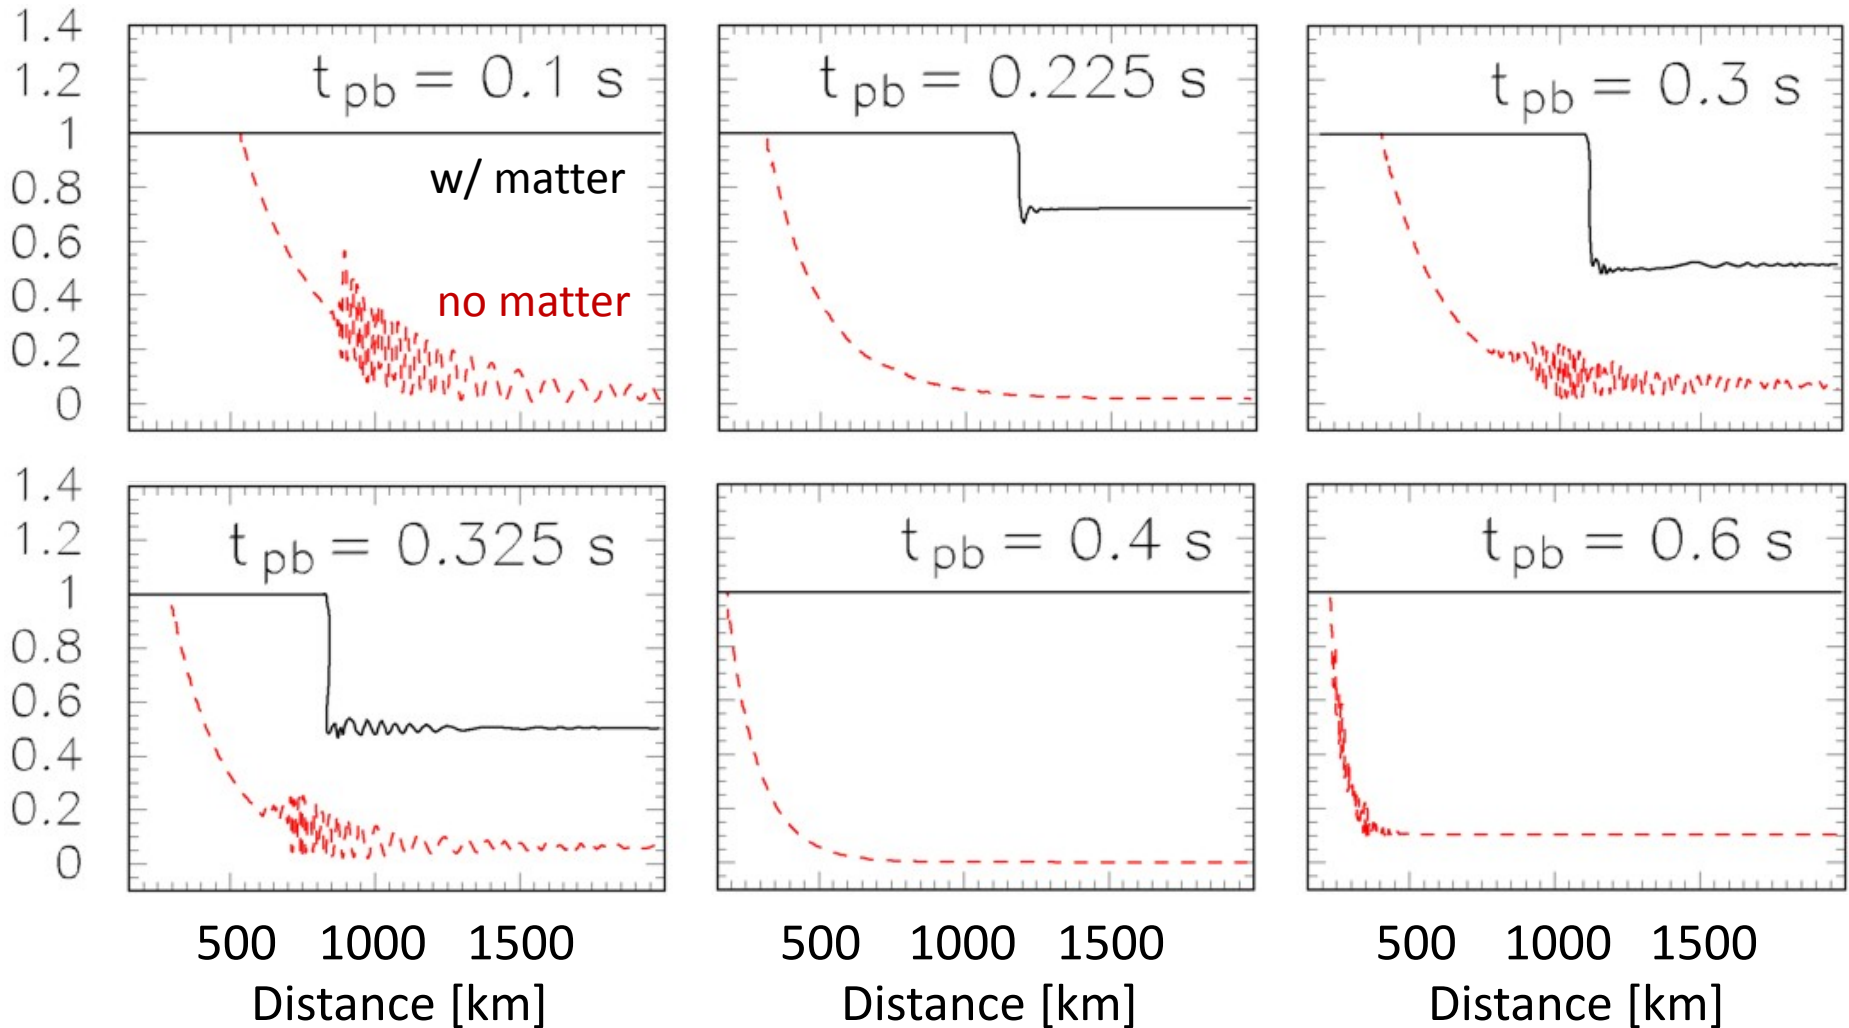 1.4
1.2
1
0.8
0.6
0.4
0.2
0
t pb = 0.1 s
w/ matter
no matter
t pb = 0.225 s
t pb = 0.3 s
1.4
1.2
1
0.8
0.6
0.4
0.2
0
t pb = 0.325 s
t pb = 0.4 s
t pb = 0.6 s
500 1000 1500
500 1000 1500
500 1000 1500
Distance [km]
Distance [km]
Distance [km]